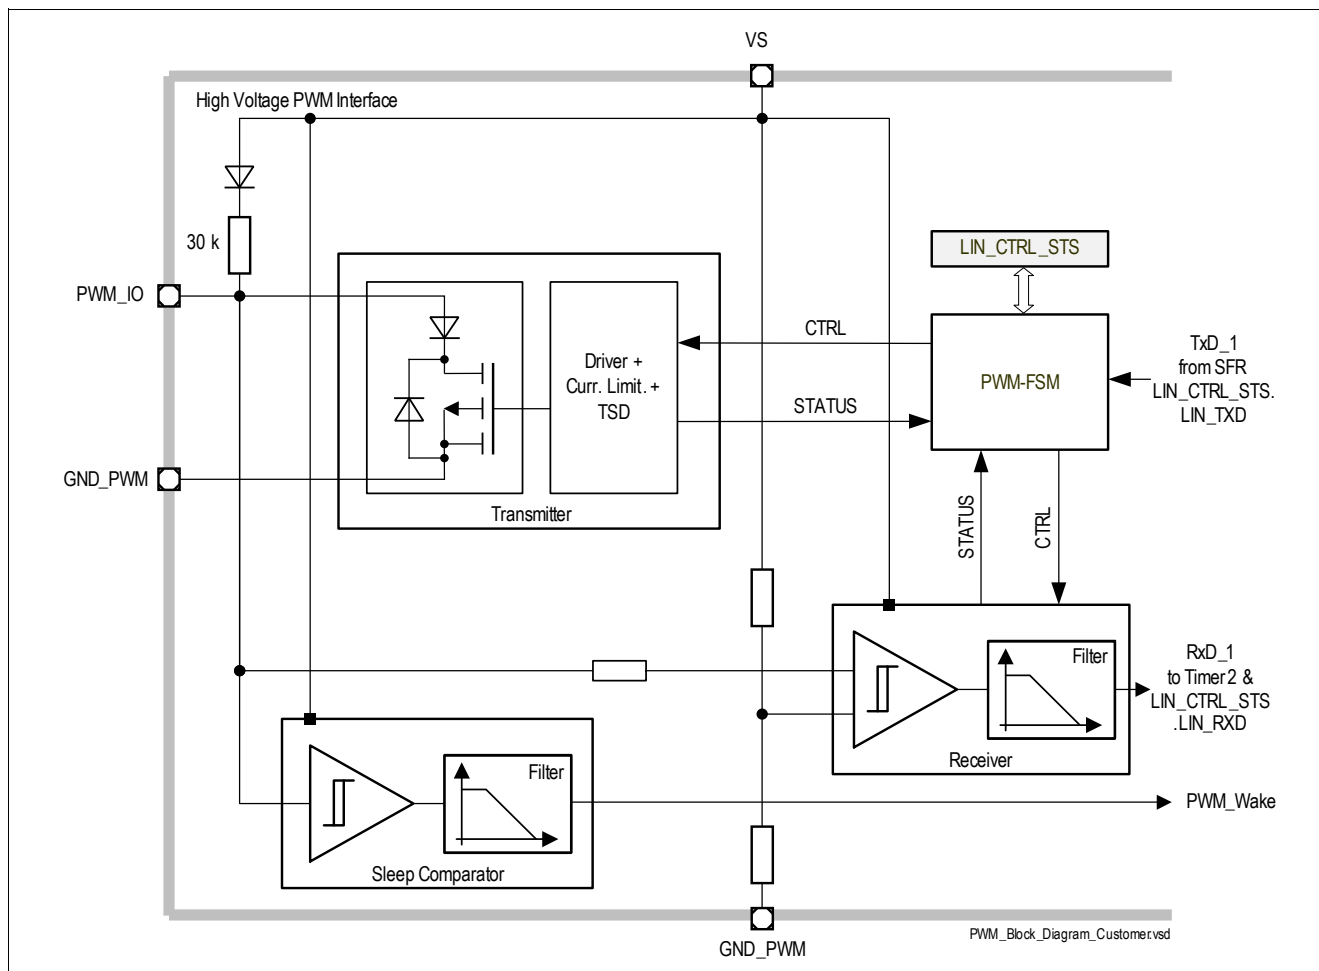 VS
High Voltage PWM Interface
30 k
PWM_IO
GND_PWM
Driver +
Curr. Limit. +
TSD
Transmitter
CTRL
STATUS
LIN_CTRL_STS
PWM-FSM
TxD_1
from SFR
LIN_CTRL_STS.
LIN_TXD
STATUS
CTRL
Filter
Receiver
RxD_1
to Timer2 &
LIN_CTRL_STS
.LIN_RXD
Filter
Sleep Comparator
PWM_Wake
GND_PWM
PWM_Block_Diagram_Customer.vsd